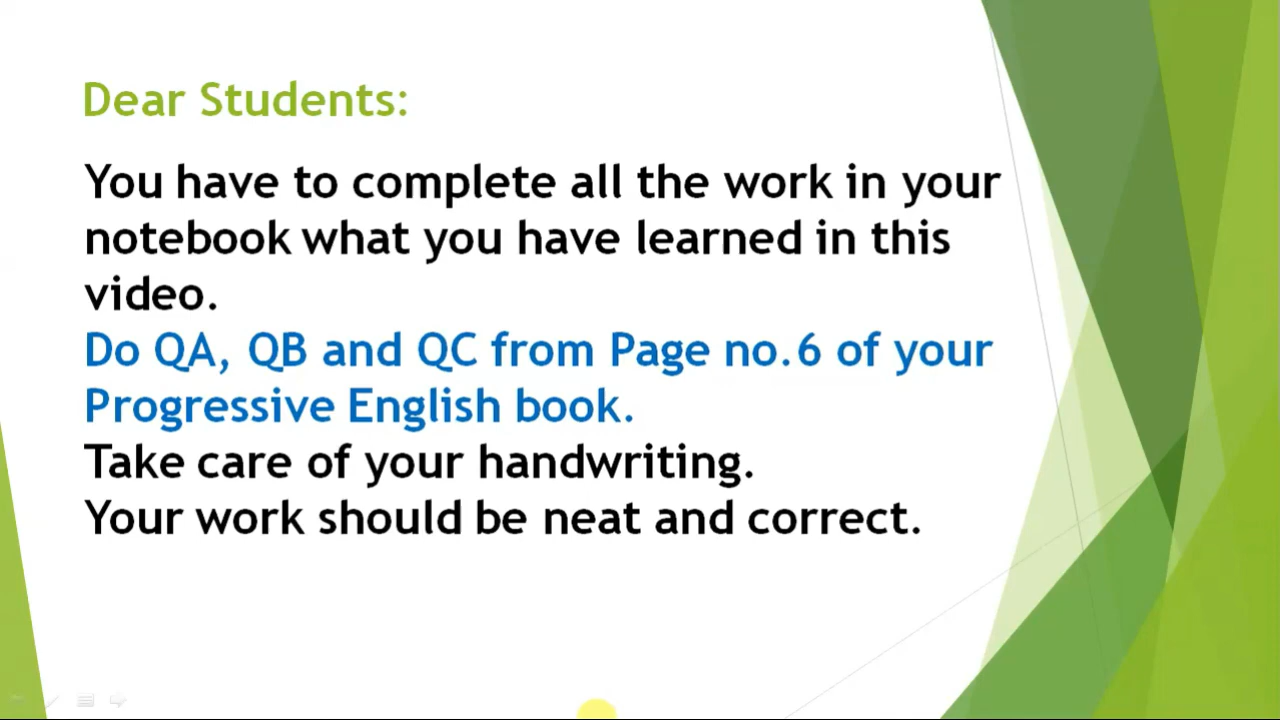 Dear Students:
You have to complete all the work in your
notebook what you have learned in this
video.
Do QA, QB and QC from Page no.6 of your
Progressive English book.
Take care of your handwriting.
Your work should be neat and correct.